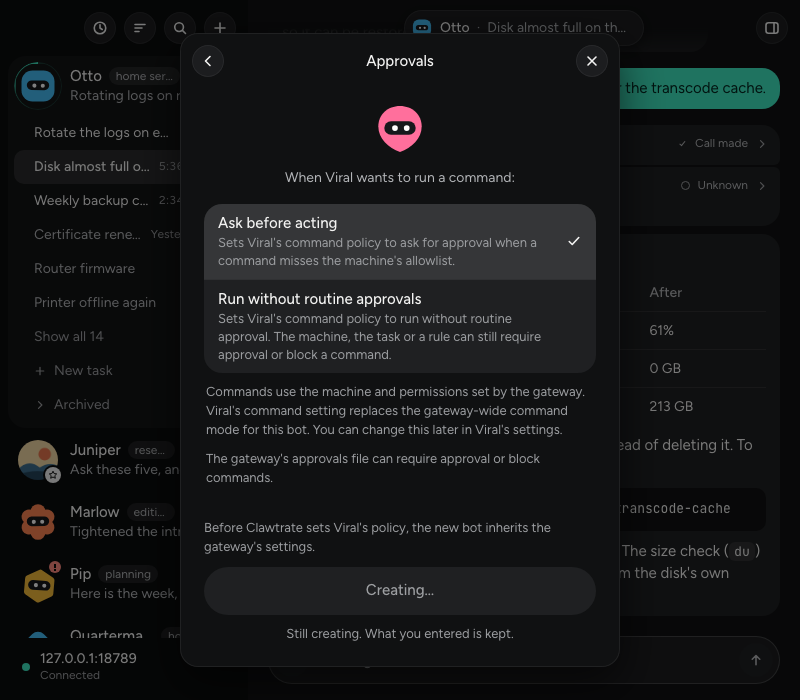 Otto · Disk almost full on th...
Otto home ser...
Rotating logs on
Rotate the logs on e...
Disk almost full o... 5:36
Weekly backup c... 2:34
Certificate rene... Yeste
Router firmware
Printer offline again
Show all 14
New task
Archived
Juniper rese...
Ask these five, an
Marlow editi...
Tightened the intr
Pip planning
Here is the week,
Quarterma ho
127.0.0.1:18789
Connected
Approvals
When Viral wants to run a command:
Ask before acting
Sets Viral's command policy to ask for approval when a
command misses the machine's allowlist.
Run without routine approvals
Sets Viral's command policy to run without routine
approval. The machine, the task or a rule can still require
approval or block a command.
Commands use the machine and permissions set by the gateway.
Viral's command setting replaces the gateway-wide command
mode for this bot. You can change this later in Viral's settings.
The gateway's approvals file can require approval or block
commands.
Before Clawtrate sets Viral's policy, the new bot inherits the
gateway's settings.
Creating...
Still creating. What you entered is kept.
the transcode cache.
Call made
Unknown
After
61%
0 GB
213 GB
ead of deleting it. To
transcode-cache
The size check ( du )
m the disk's own